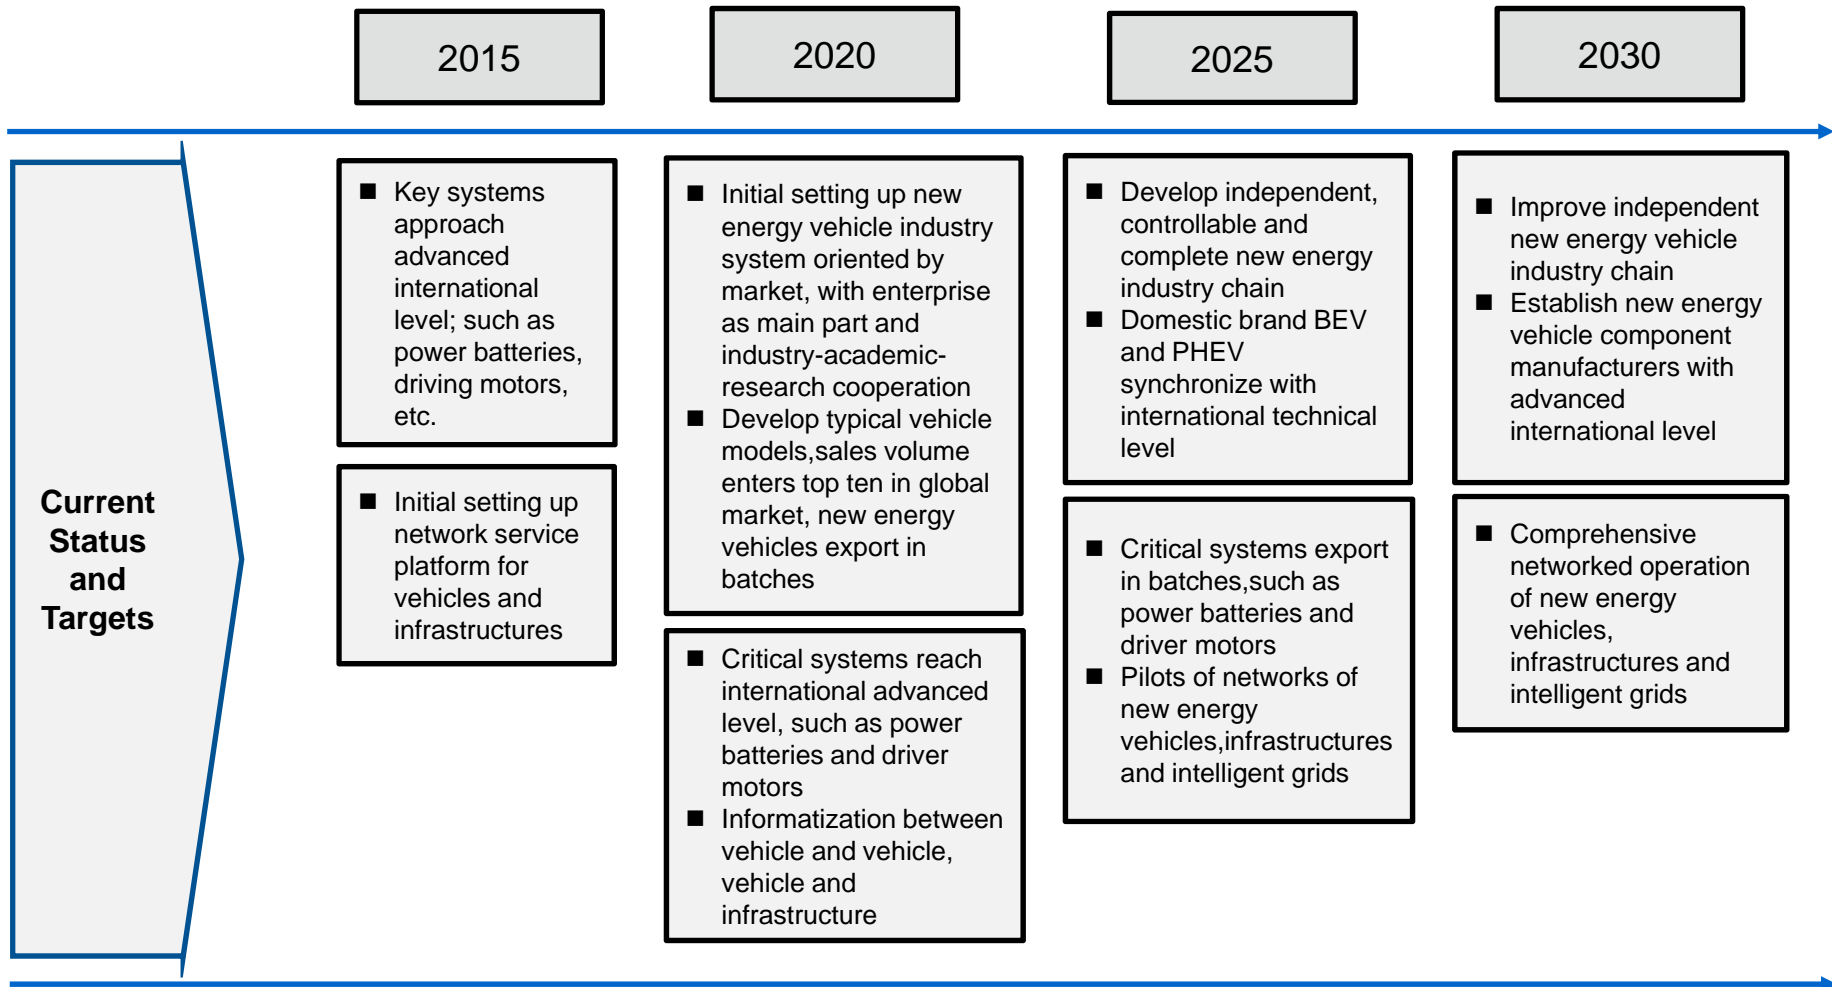 2015
2020
2025
2030
Current
Status
and
Targets
Key systems
approach
advanced
international
level; such as
power batteries,
driving motors,
etc.
Initial setting up
network service
platform for
vehicles and
infrastructures
Initial setting up new
energy vehicle industry
system oriented by
market, with enterprise
as main part and
industry-academic-
research cooperation
Develop typical vehicle
models,sales volume
enters top ten in global
market, new energy
vehicles export in
batches
Critical systems reach
international advanced
level, such as power
batteries and driver
motors
Informatization between
vehicle and vehicle,
vehicle and
infrastructure
Develop independent,
controllable and
complete new energy
industry chain
Domestic brand BEV
and PHEV
synchronize with
international technical
level
Critical systems export
in batches,such as
power batteries and
driver motors
Pilots of networks of
new energy
vehicles,infrastructures
and intelligent grids
Improve independent
new energy vehicle
industry chain
Establish new energy
vehicle component
manufacturers with
advanced
international level
Comprehensive
networked operation
of new energy
vehicles,
infrastructures and
intelligent grids